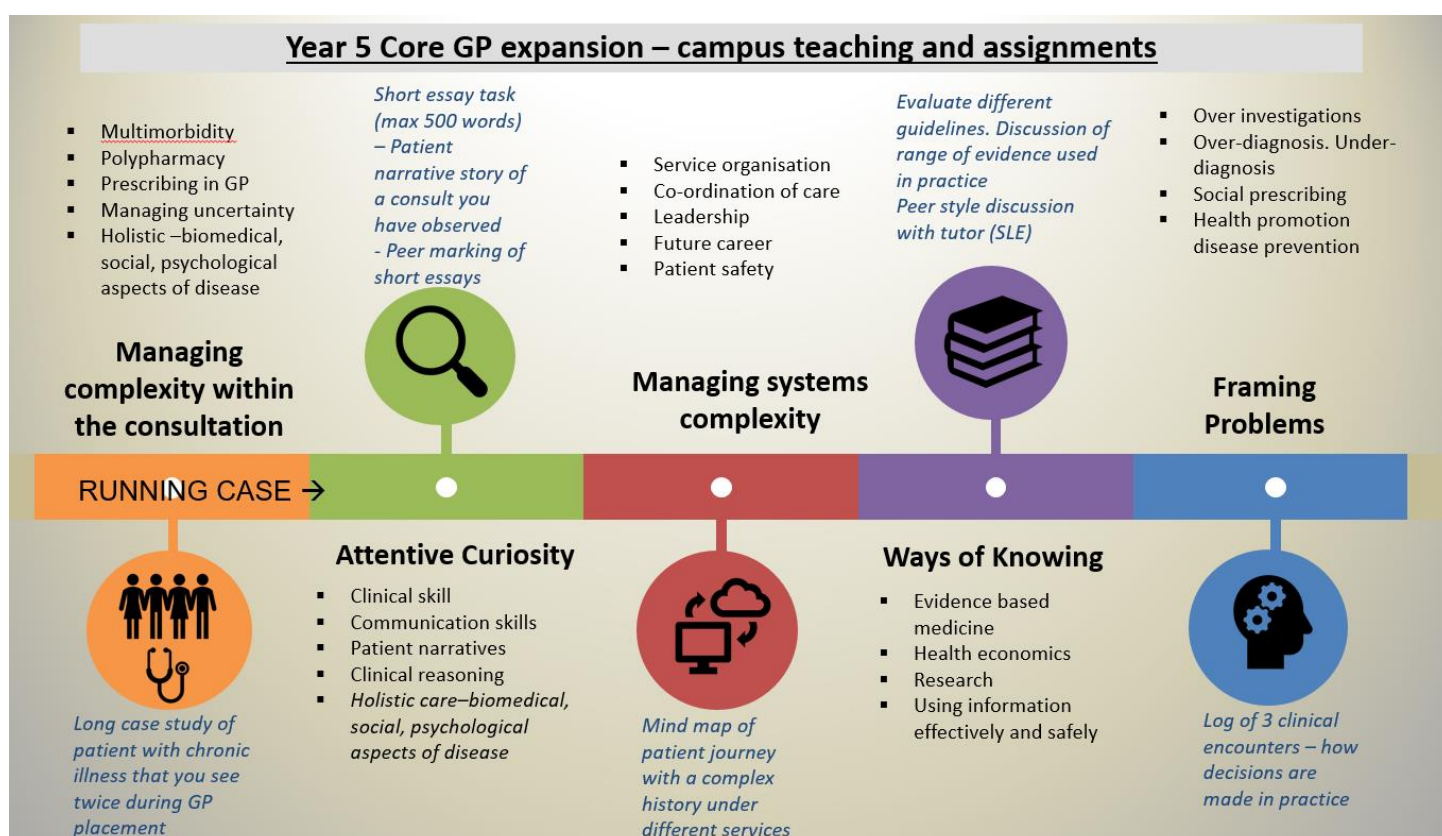 Year 5 Core GP expansion – campus teaching and assignments
▪ Multimorbidity
▪ Polypharmacy
▪ Prescribing in GP
▪ Managing uncertainty
▪ Holistic –biomedical,
social, psychological
aspects of disease
Managing
complexity within
the consultation
Short essay task
(max 500 words)
– Patient
narrative story of
a consult you
have observed
- Peer marking of
short essays
▪ Service organisation
▪ Co-ordination of care
▪ Leadership
▪ Future career
▪ Patient safety
Managing systems
complexity
Evaluate different
guidelines. Discussion of
range of evidence used
in practice
Peer style discussion
with tutor (SLE)
▪ Over investigations
▪ Over-diagnosis. Under-
diagnosis
▪ Social prescribing
▪ Health promotion
disease prevention
Framing
Problems
RUNNING CASE →
Long case study of
patient with chronic
illness that you see
twice during GP
placement
Attentive Curiosity
▪ Clinical skill
▪ Communication skills
▪ Patient narratives
▪ Clinical reasoning
▪ Holistic care–biomedical,
social, psychological
aspects of disease
Mind map of
patient journey
with a complex
history under
different services
Ways of Knowing
▪ Evidence based
medicine
▪ Health economics
▪ Research
▪ Using information
effectively and safely
Log of 3 clinical
encounters – how
decisions are
made in practice